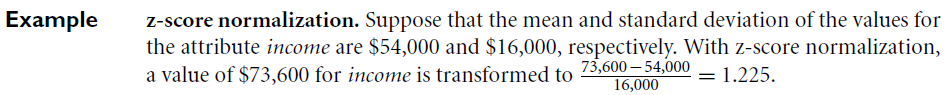 Example z-score normalization. Suppose that the mean and standard deviation of the values for
the attribute income are $54,000 and $16,000, respectively. With z-score normalization,
a value of $73,600 for income is transformed to \frac{73,600 − 54,000}{16,000} = 1.225.